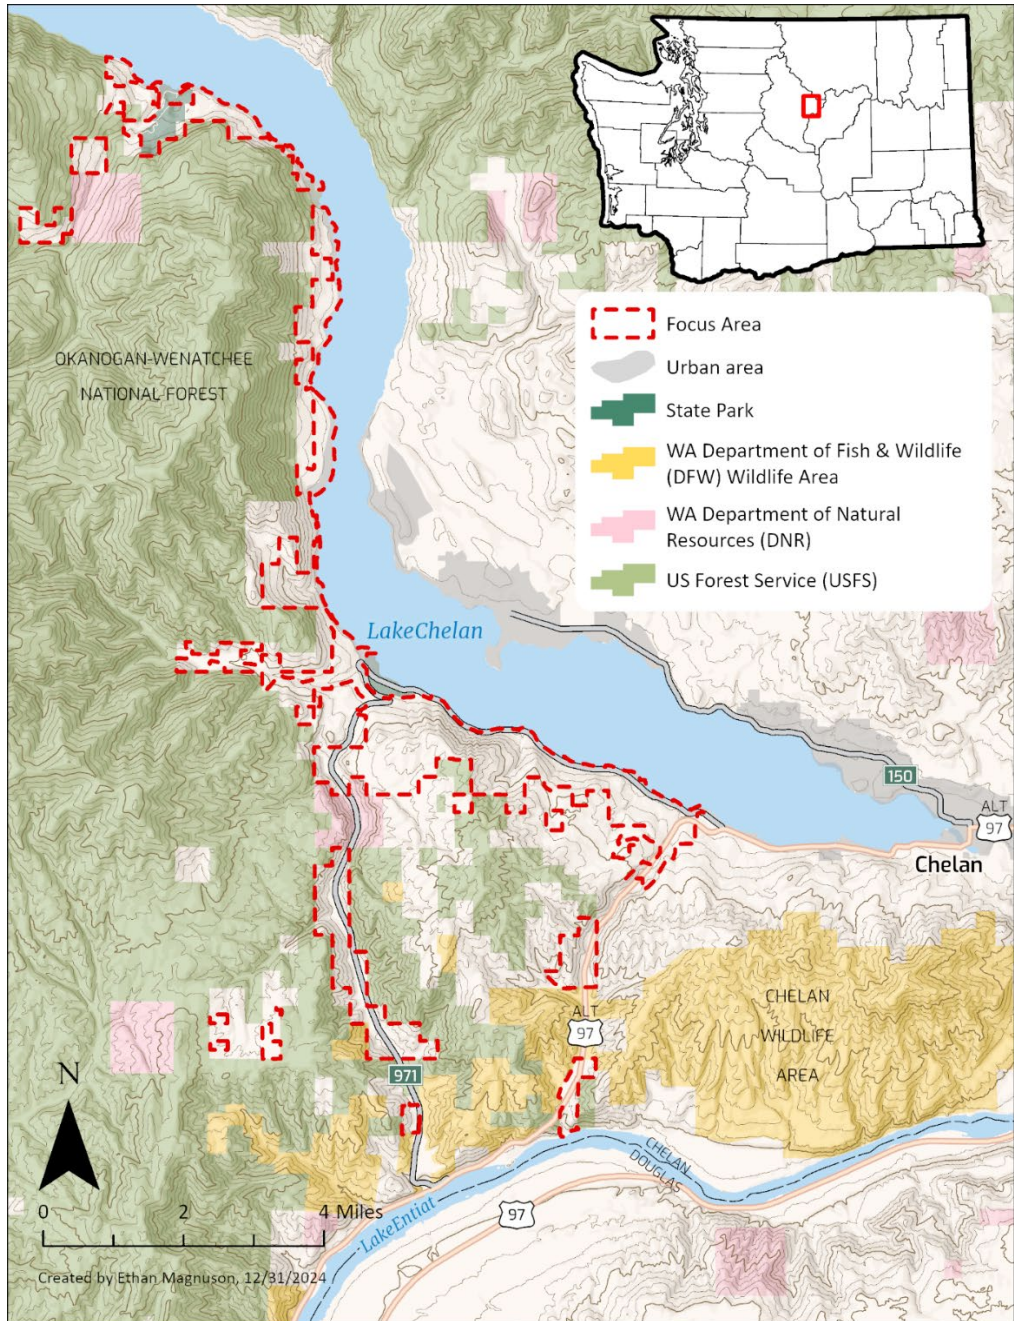 Focus Area
Urban area
State Park
WA Department of Fish & Wildlife
(DFW) Wildlife Area
WA Department of Natural
Resources (DNR)
US Forest Service (USFS)
OKANOGAN-WENATCHEE
NATIONAL FOREST
LakeChelan
150
ALT
97
Chelan
CHELAN
WILDLIFE
AREA
ALT
97
971
N
CHELAN
DOUGLAS
LakeEntiat
97
0 2 4 Miles
Created by Ethan Magnuson, 12/31/2024